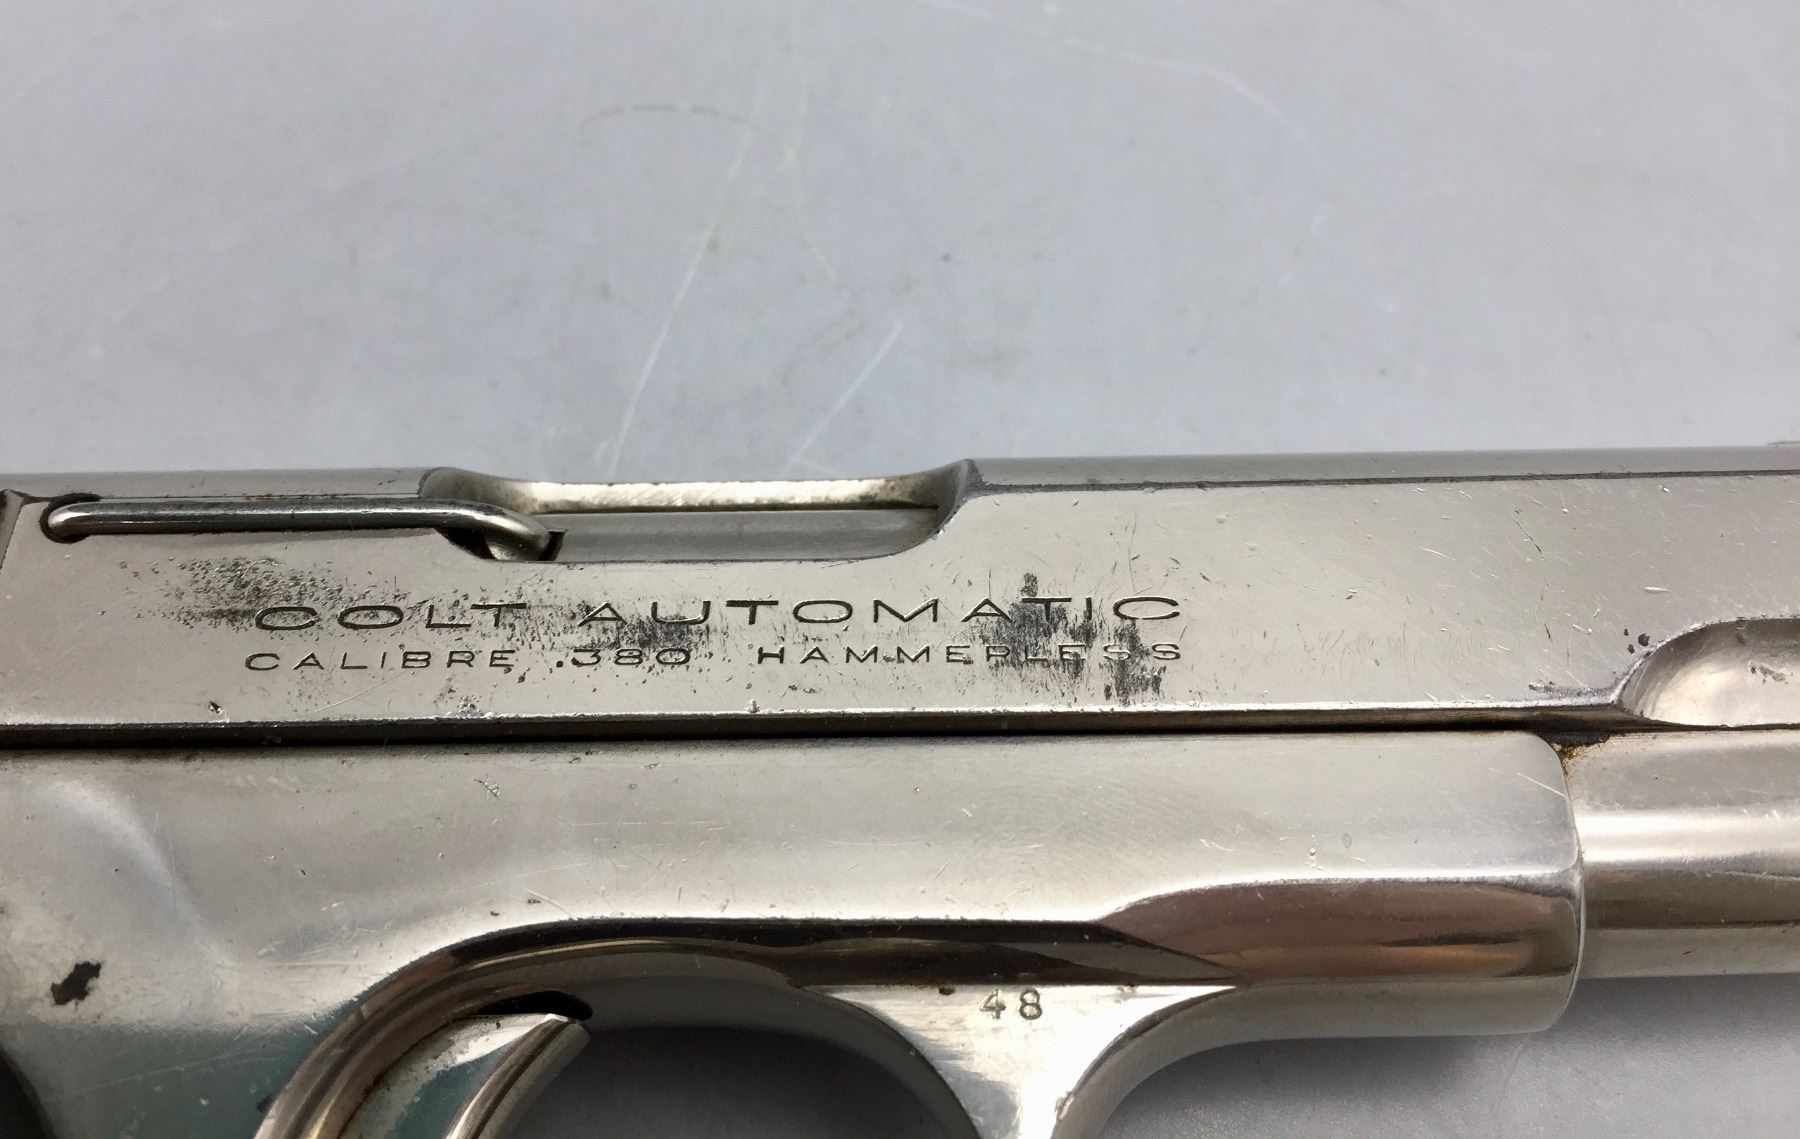 COLT AUTOMATIC
CALIBRE .380 HAMMERLESS
48